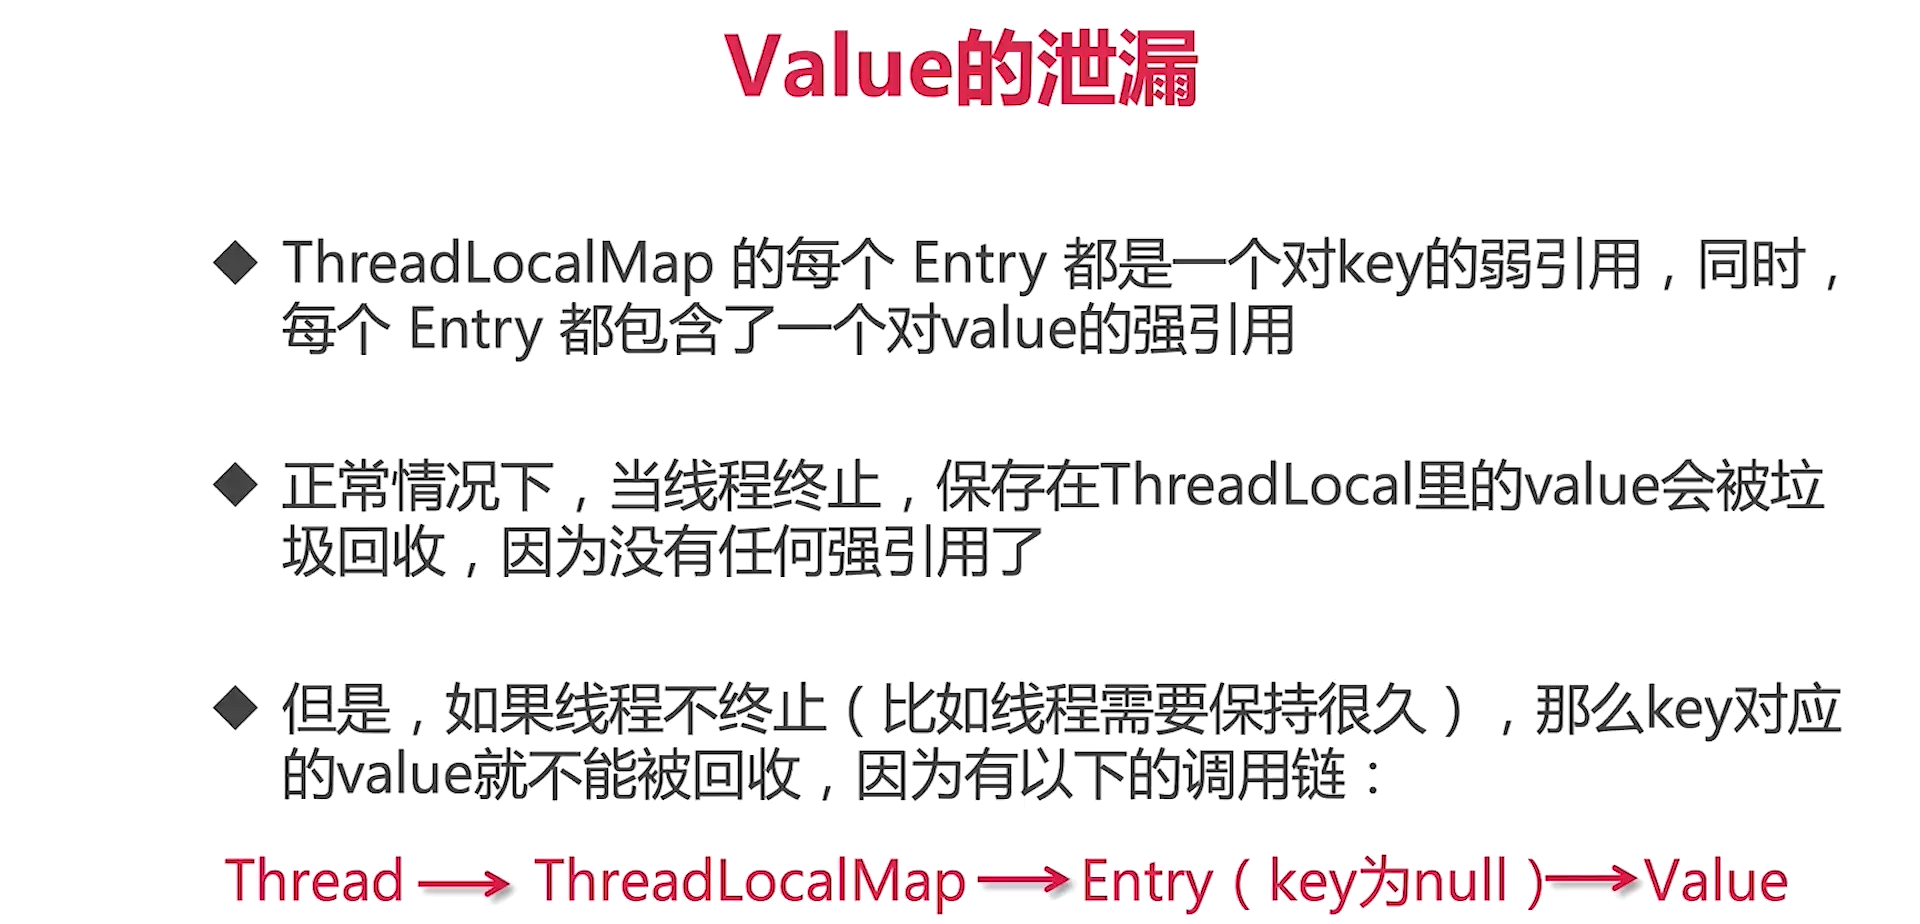 Value的泄漏
◆ ThreadLocalMap 的每个 Entry 都是一个对key的弱引用，同时，
每个 Entry 都包含了一个对value的强引用
◆ 正常情况下，当线程终止，保存在ThreadLocal里的value会被垃
圾回收，因为没有任何强引用了
◆ 但是，如果线程不终止（比如线程需要保持很久），那么key对应
的value就不能被回收，因为有以下的调用链：
Thread → ThreadLocalMap → Entry（key为null）→ Value